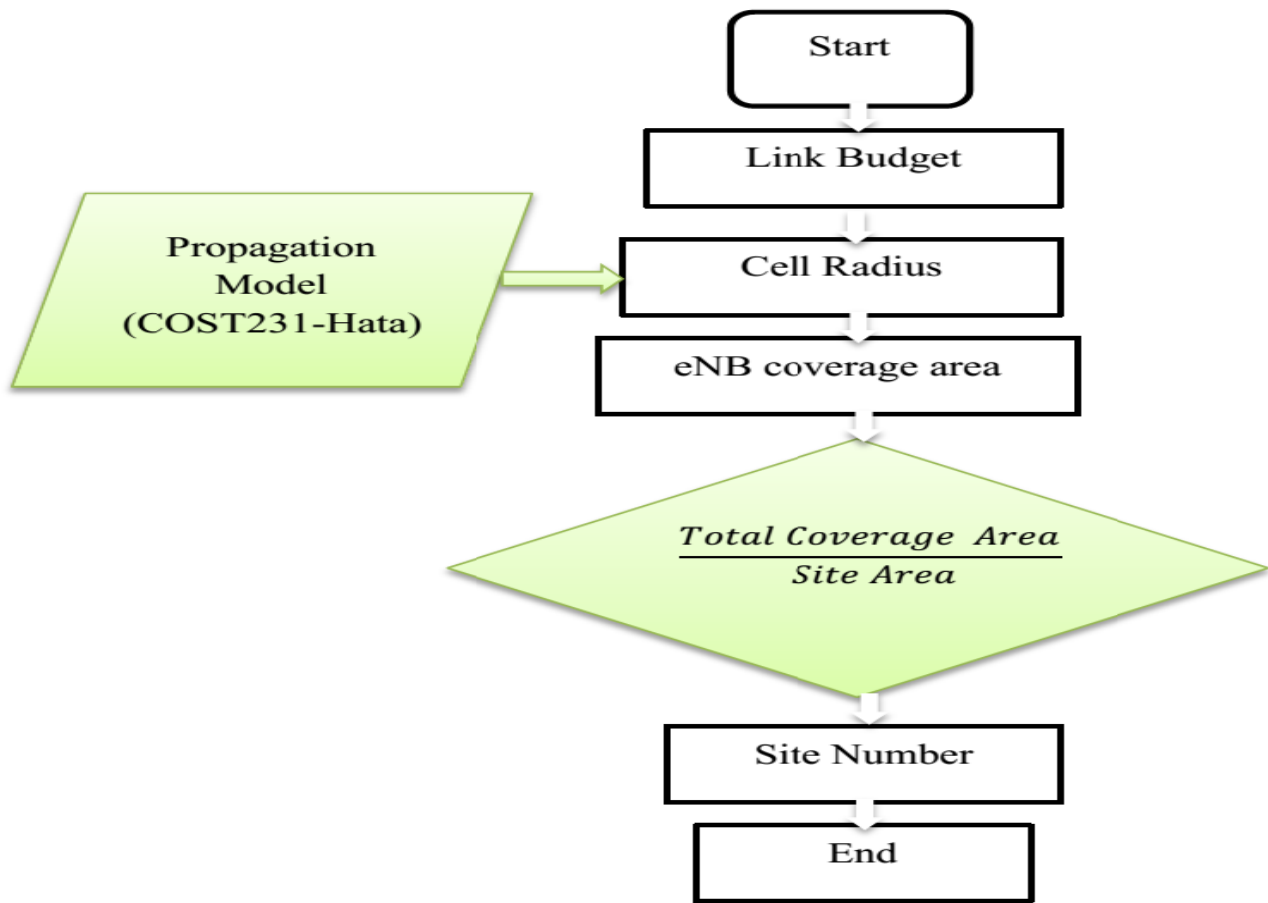 Start
Link Budget
Propagation
Model
(COST231-Hata)
Cell Radius
eNB coverage area
Total Coverage Area
Site Area
Site Number
End